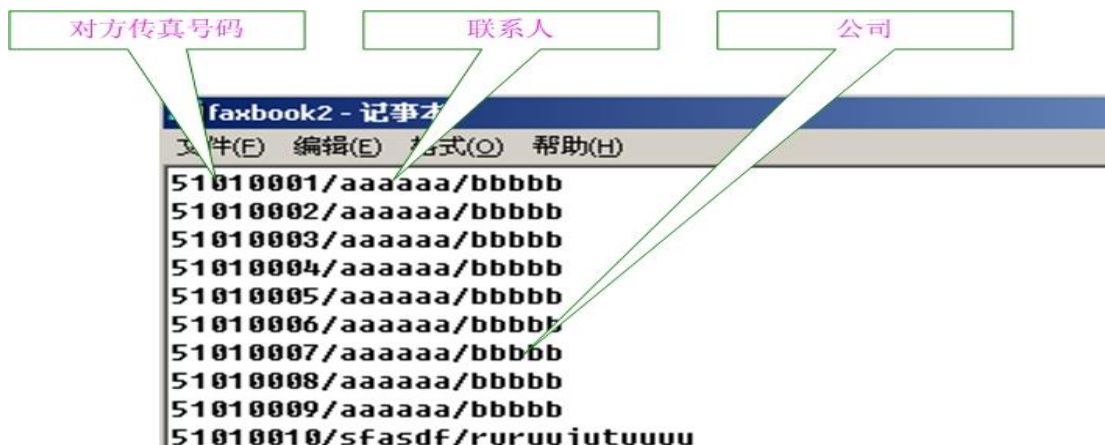 对方传真号码 联系人 公司
faxbook2 - 记事本
文件(F) 编辑(E) 格式(O) 帮助(H)
51010001/aaaaaa/bbbbb
51010002/aaaaaa/bbbbb
51010003/aaaaaa/bbbbb
51010004/aaaaaa/bbbbb
51010005/aaaaaa/bbbbb
51010006/aaaaaa/bbbbb
51010007/aaaaaa/bbbbb
51010008/aaaaaa/bbbbb
51010009/aaaaaa/bbbbb
51010010/sfasdf/